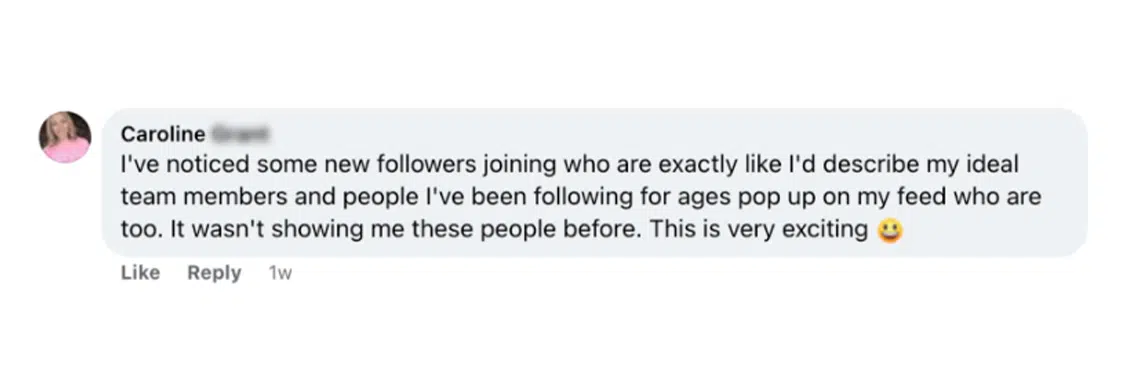 Caroline
I've noticed some new followers joining who are exactly like I'd describe my ideal
team members and people I've been following for ages pop up on my feed who are
too. It wasn't showing me these people before. This is very exciting 😀
Like Reply 1w